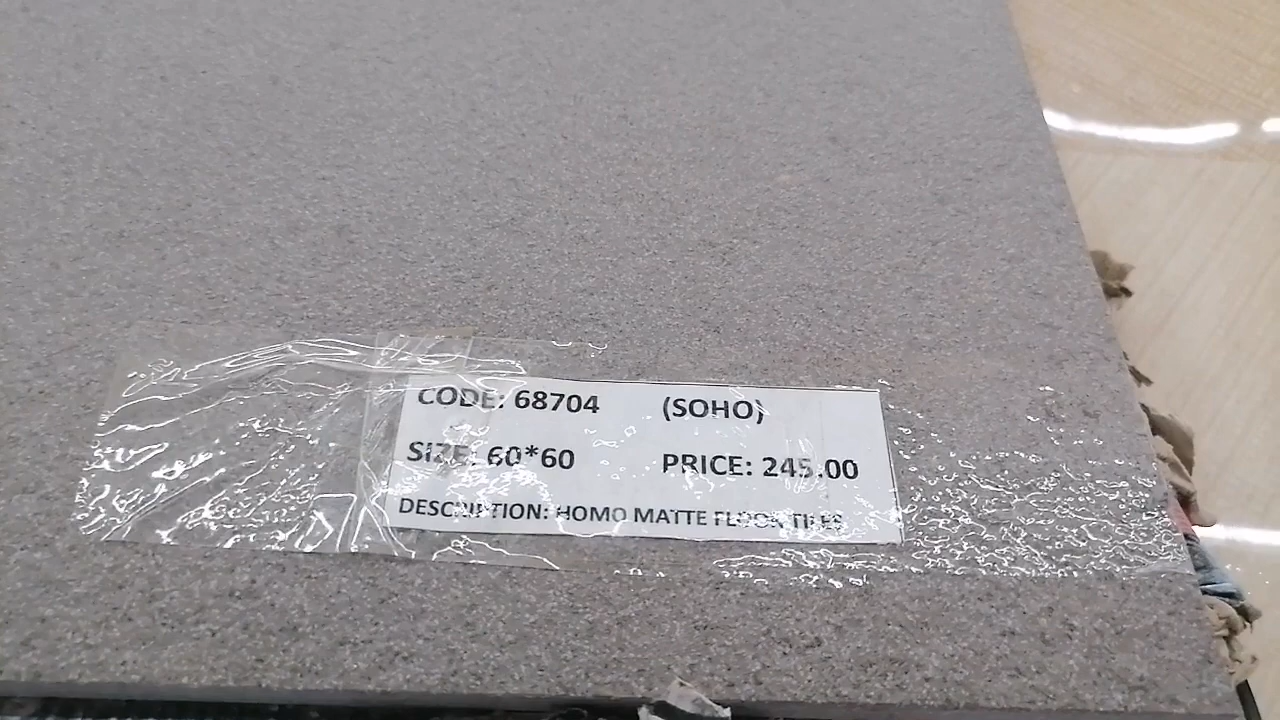 CODE: 68704 (SOHO)
SIZE: 60*60 PRICE: 245.00
DESCRIPTION: HOMO MATTE FLOOR TILES